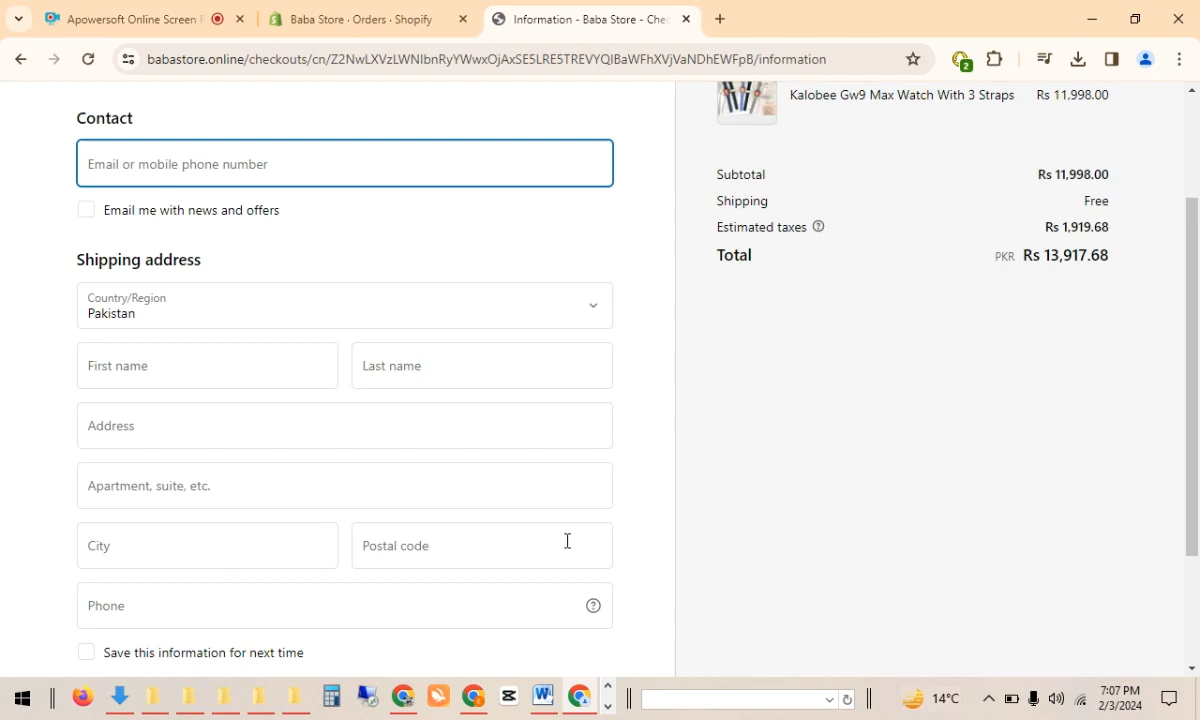 Apowersoft Online Screen R
Baba Store · Orders · Shopify
Information - Baba Store - Chec
babastore.online/checkouts/cn/Z2NwLXVzLWNlbnRyYWwxOjAxSE5LRE5TREVYQlBaWFhXVjVaNDhEWFpB/information
2
Contact
Email or mobile phone number
Email me with news and offers
Shipping address
Country/Region
Pakistan
First name
Last name
Address
Apartment, suite, etc.
City
Postal code
Phone
Save this information for next time
Kalobee Gw9 Max Watch With 3 Straps
Rs 11,998.00
Subtotal
Rs 11,998.00
Shipping
Free
Estimated taxes
Rs 1,919.68
Total
PKR Rs 13,917.68
14°C
7:07 PM
2/3/2024